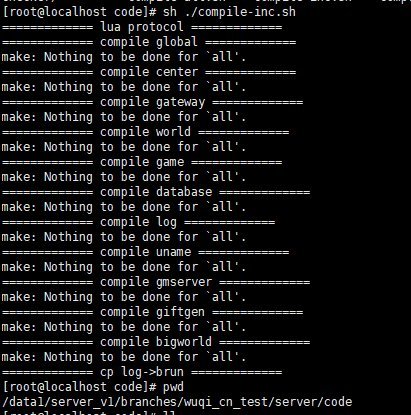 [root@localhost code]# sh ./compile-inc.sh
============= lua protocol =============
============= compile global =============
make: Nothing to be done for `all'.
============= compile center =============
make: Nothing to be done for `all'.
============= compile gateway =============
make: Nothing to be done for `all'.
============= compile world =============
make: Nothing to be done for `all'.
============= compile game =============
make: Nothing to be done for `all'.
============= compile database =============
make: Nothing to be done for `all'.
============= compile log =============
make: Nothing to be done for `all'.
============= compile uname =============
make: Nothing to be done for `all'.
============= compile gmserver =============
make: Nothing to be done for `all'.
============= compile giftgen =============
make: Nothing to be done for `all'.
============= compile bigworld =============
make: Nothing to be done for `all'.
============= cp log->brun =============
[root@localhost code]# pwd
/data1/server_v1/branches/wuqi_cn_test/server/code